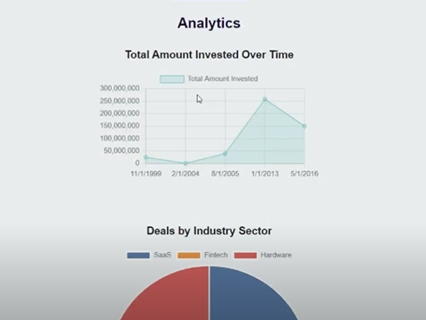 Analytics
Total Amount Invested Over Time
Total Amount Invested
300,000,000
250,000,000
200,000,000
150,000,000
100,000,000
50,000,000
0
11/1/1999 2/1/2004 8/1/2005 1/1/2013 5/1/2016
Deals by Industry Sector
SaaS Fintech Hardware